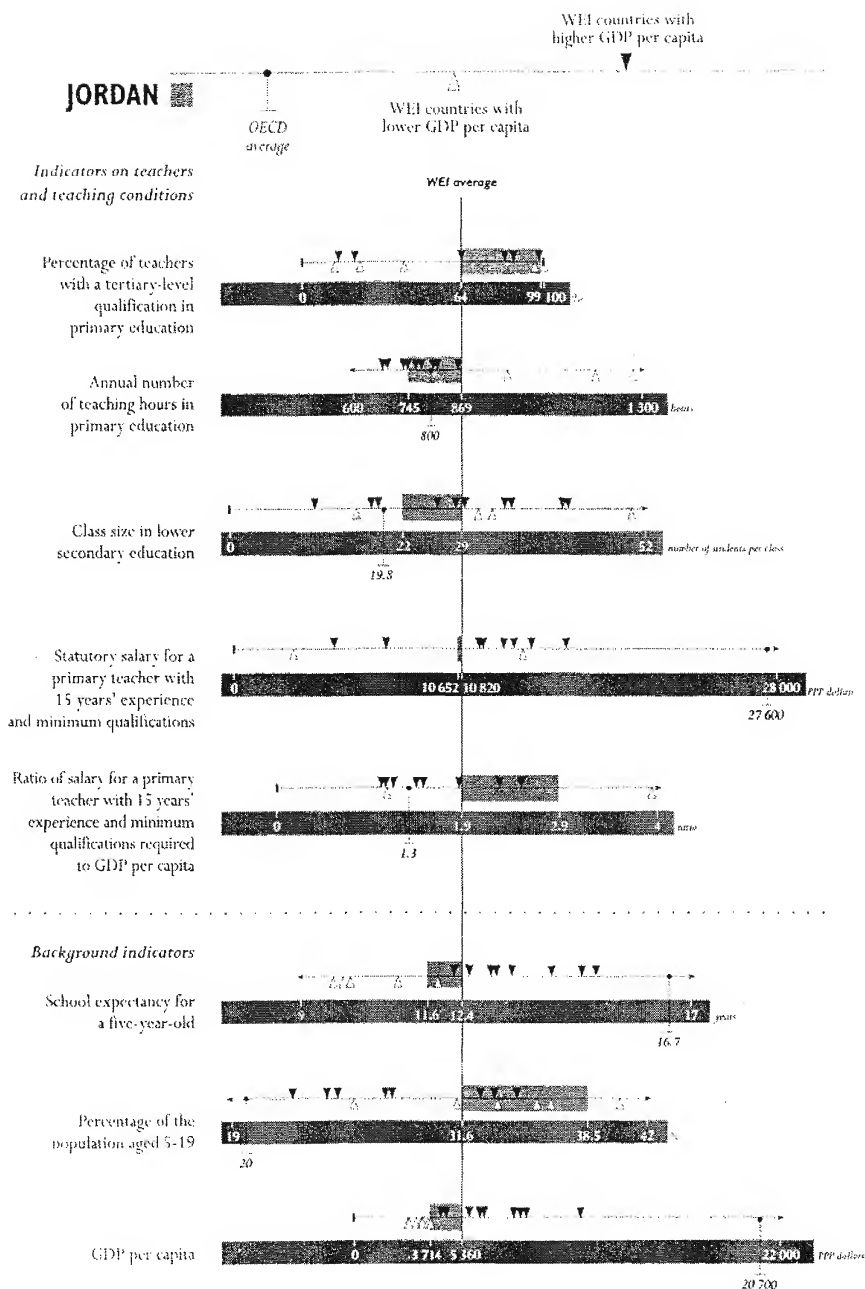 WEI countries with
higher GDP per capita
JORDAN
OECD
average
WEI countries with
lower GDP per capita
Indicators on teachers
and teaching conditions
WEI average
Percentage of teachers
with a tertiary-level
qualification in
primary education
0 64 99 100 %
Annual number
of teaching hours in
primary education
600 745 869 1 300 hours
800
Class size in lower
secondary education
0 22 29 52 number of students per class
19.8
Statutory salary for a
primary teacher with
15 years' experience
and minimum qualifications
0 10 652 10 820 28 000 PPP dollars
27 600
Ratio of salary for a primary
teacher with 15 years'
experience and minimum
qualifications required
to GDP per capita
0 1.9 2.9 4 ratio
1.3
Background indicators
School expectancy for
a five-year-old
9 11.6 12.4 17 years
16.7
Percentage of the
population aged 5-19
19 31.6 38.5 42 %
20
GDP per capita
0 3 714 5 360 22 000 PPP dollars
20 700